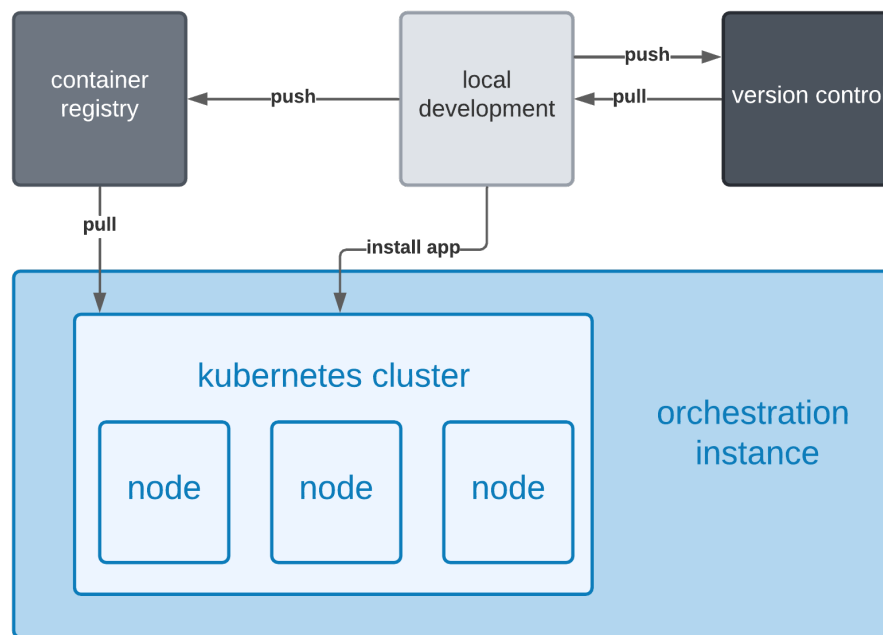 container
registry
push
local
development
push
pull
version contro
pull
install app
kubernetes cluster
node
node
node
orchestration
instance